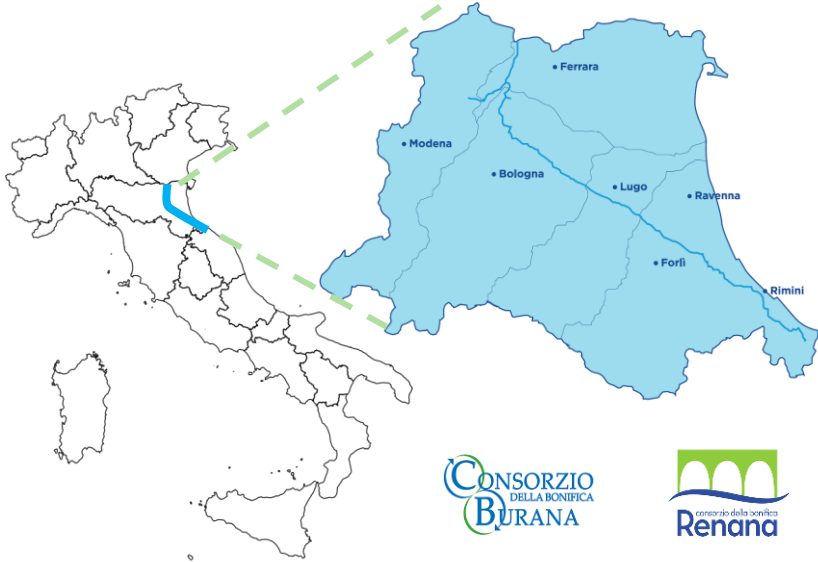 Ferrara
Modena
Bologna
Lugo
Ravenna
Forlì
Rimini
CONSORZIO
DELLA BONIFICA
BURANA
consorzio della bonifica
Renana